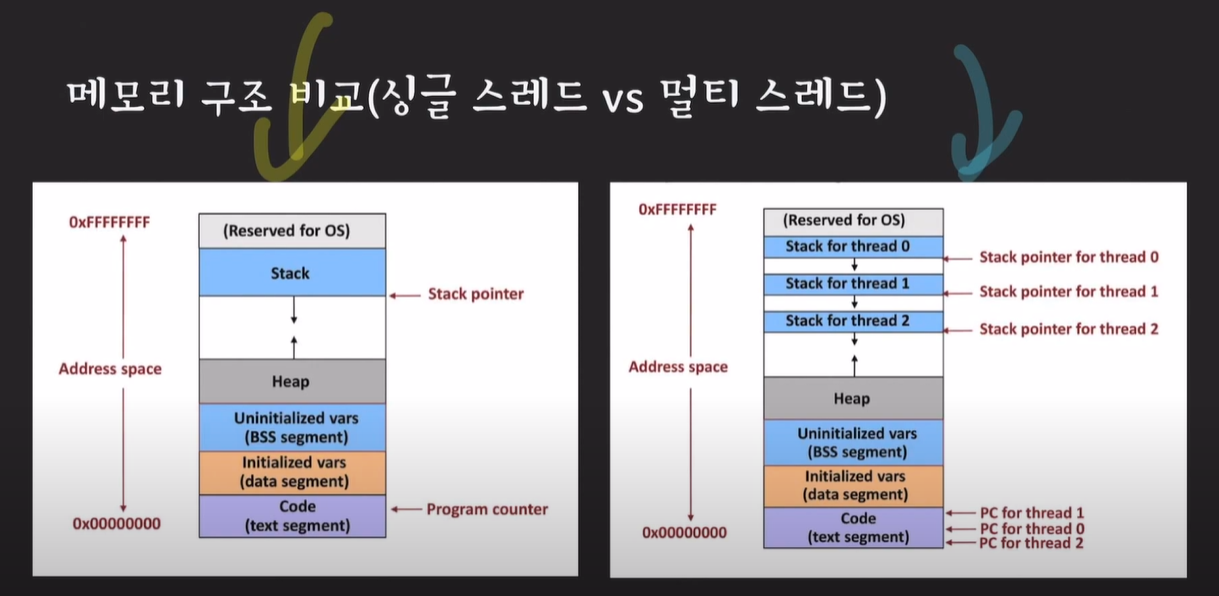 메모리 구조 비교(싱글 스레드 vs 멀티 스레드)
0xFFFFFFFF
Address space
0x00000000
(Reserved for OS)
Stack
Heap
Uninitialized vars
(BSS segment)
Initialized vars
(data segment)
Code
(text segment)
Stack pointer
Program counter
0xFFFFFFFF
Address space
0x00000000
(Reserved for OS)
Stack for thread 0
Stack for thread 1
Stack for thread 2
Heap
Uninitialized vars
(BSS segment)
Initialized vars
(data segment)
Code
(text segment)
Stack pointer for thread 0
Stack pointer for thread 1
Stack pointer for thread 2
PC for thread 1
PC for thread 0
PC for thread 2